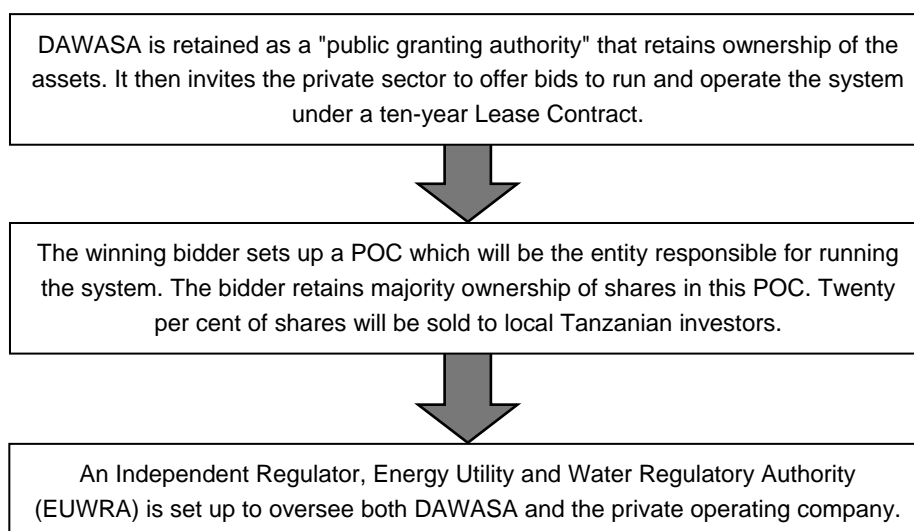 DAWASA is retained as a "public granting authority" that retains ownership of the
assets. It then invites the private sector to offer bids to run and operate the system
under a ten-year Lease Contract.
The winning bidder sets up a POC which will be the entity responsible for running
the system. The bidder retains majority ownership of shares in this POC. Twenty
per cent of shares will be sold to local Tanzanian investors.
An Independent Regulator, Energy Utility and Water Regulatory Authority
(EUWRA) is set up to oversee both DAWASA and the private operating company.